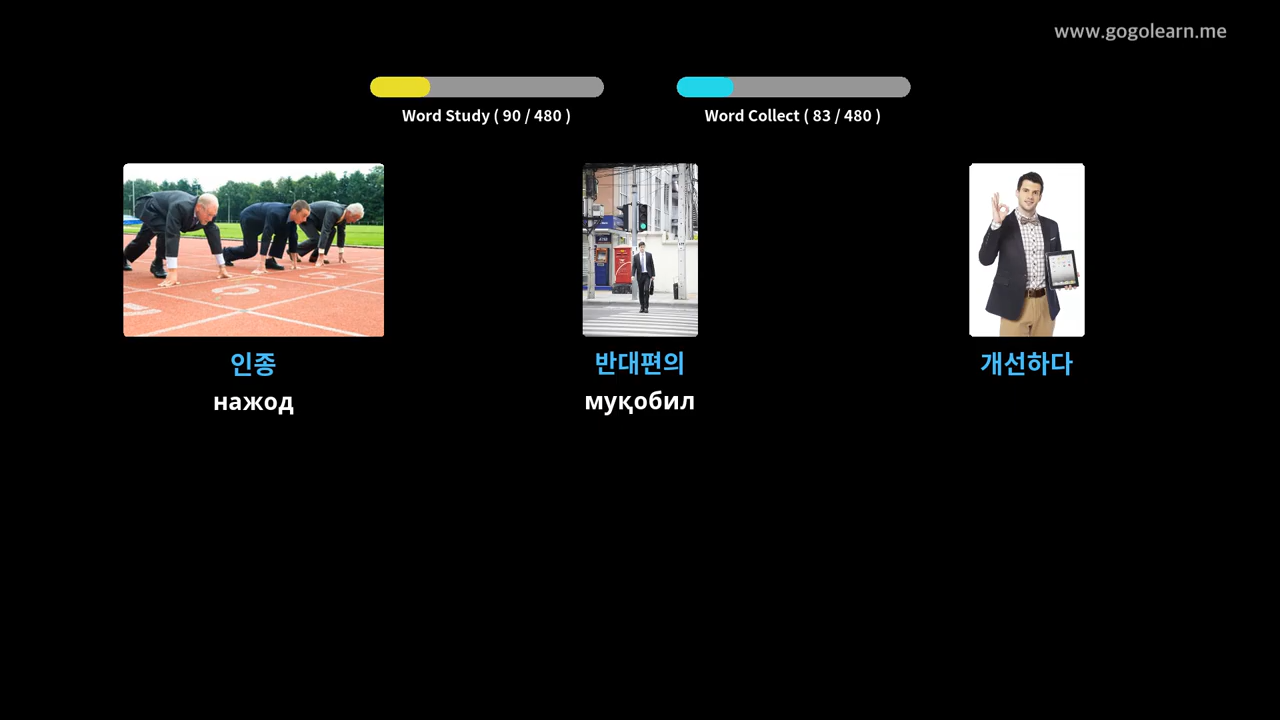 www.gogolearn.me
Word Study ( 90 / 480 )
Word Collect ( 83 / 480 )
인종
반대편의
개선하다
нажод
муқобил